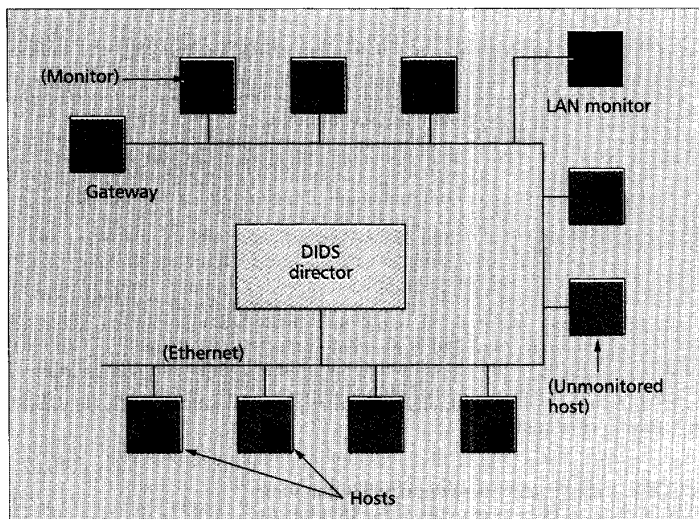 (Monitor)
LAN monitor
Gateway
DIDS
director
(Ethernet)
(Unmonitored
host)
Hosts